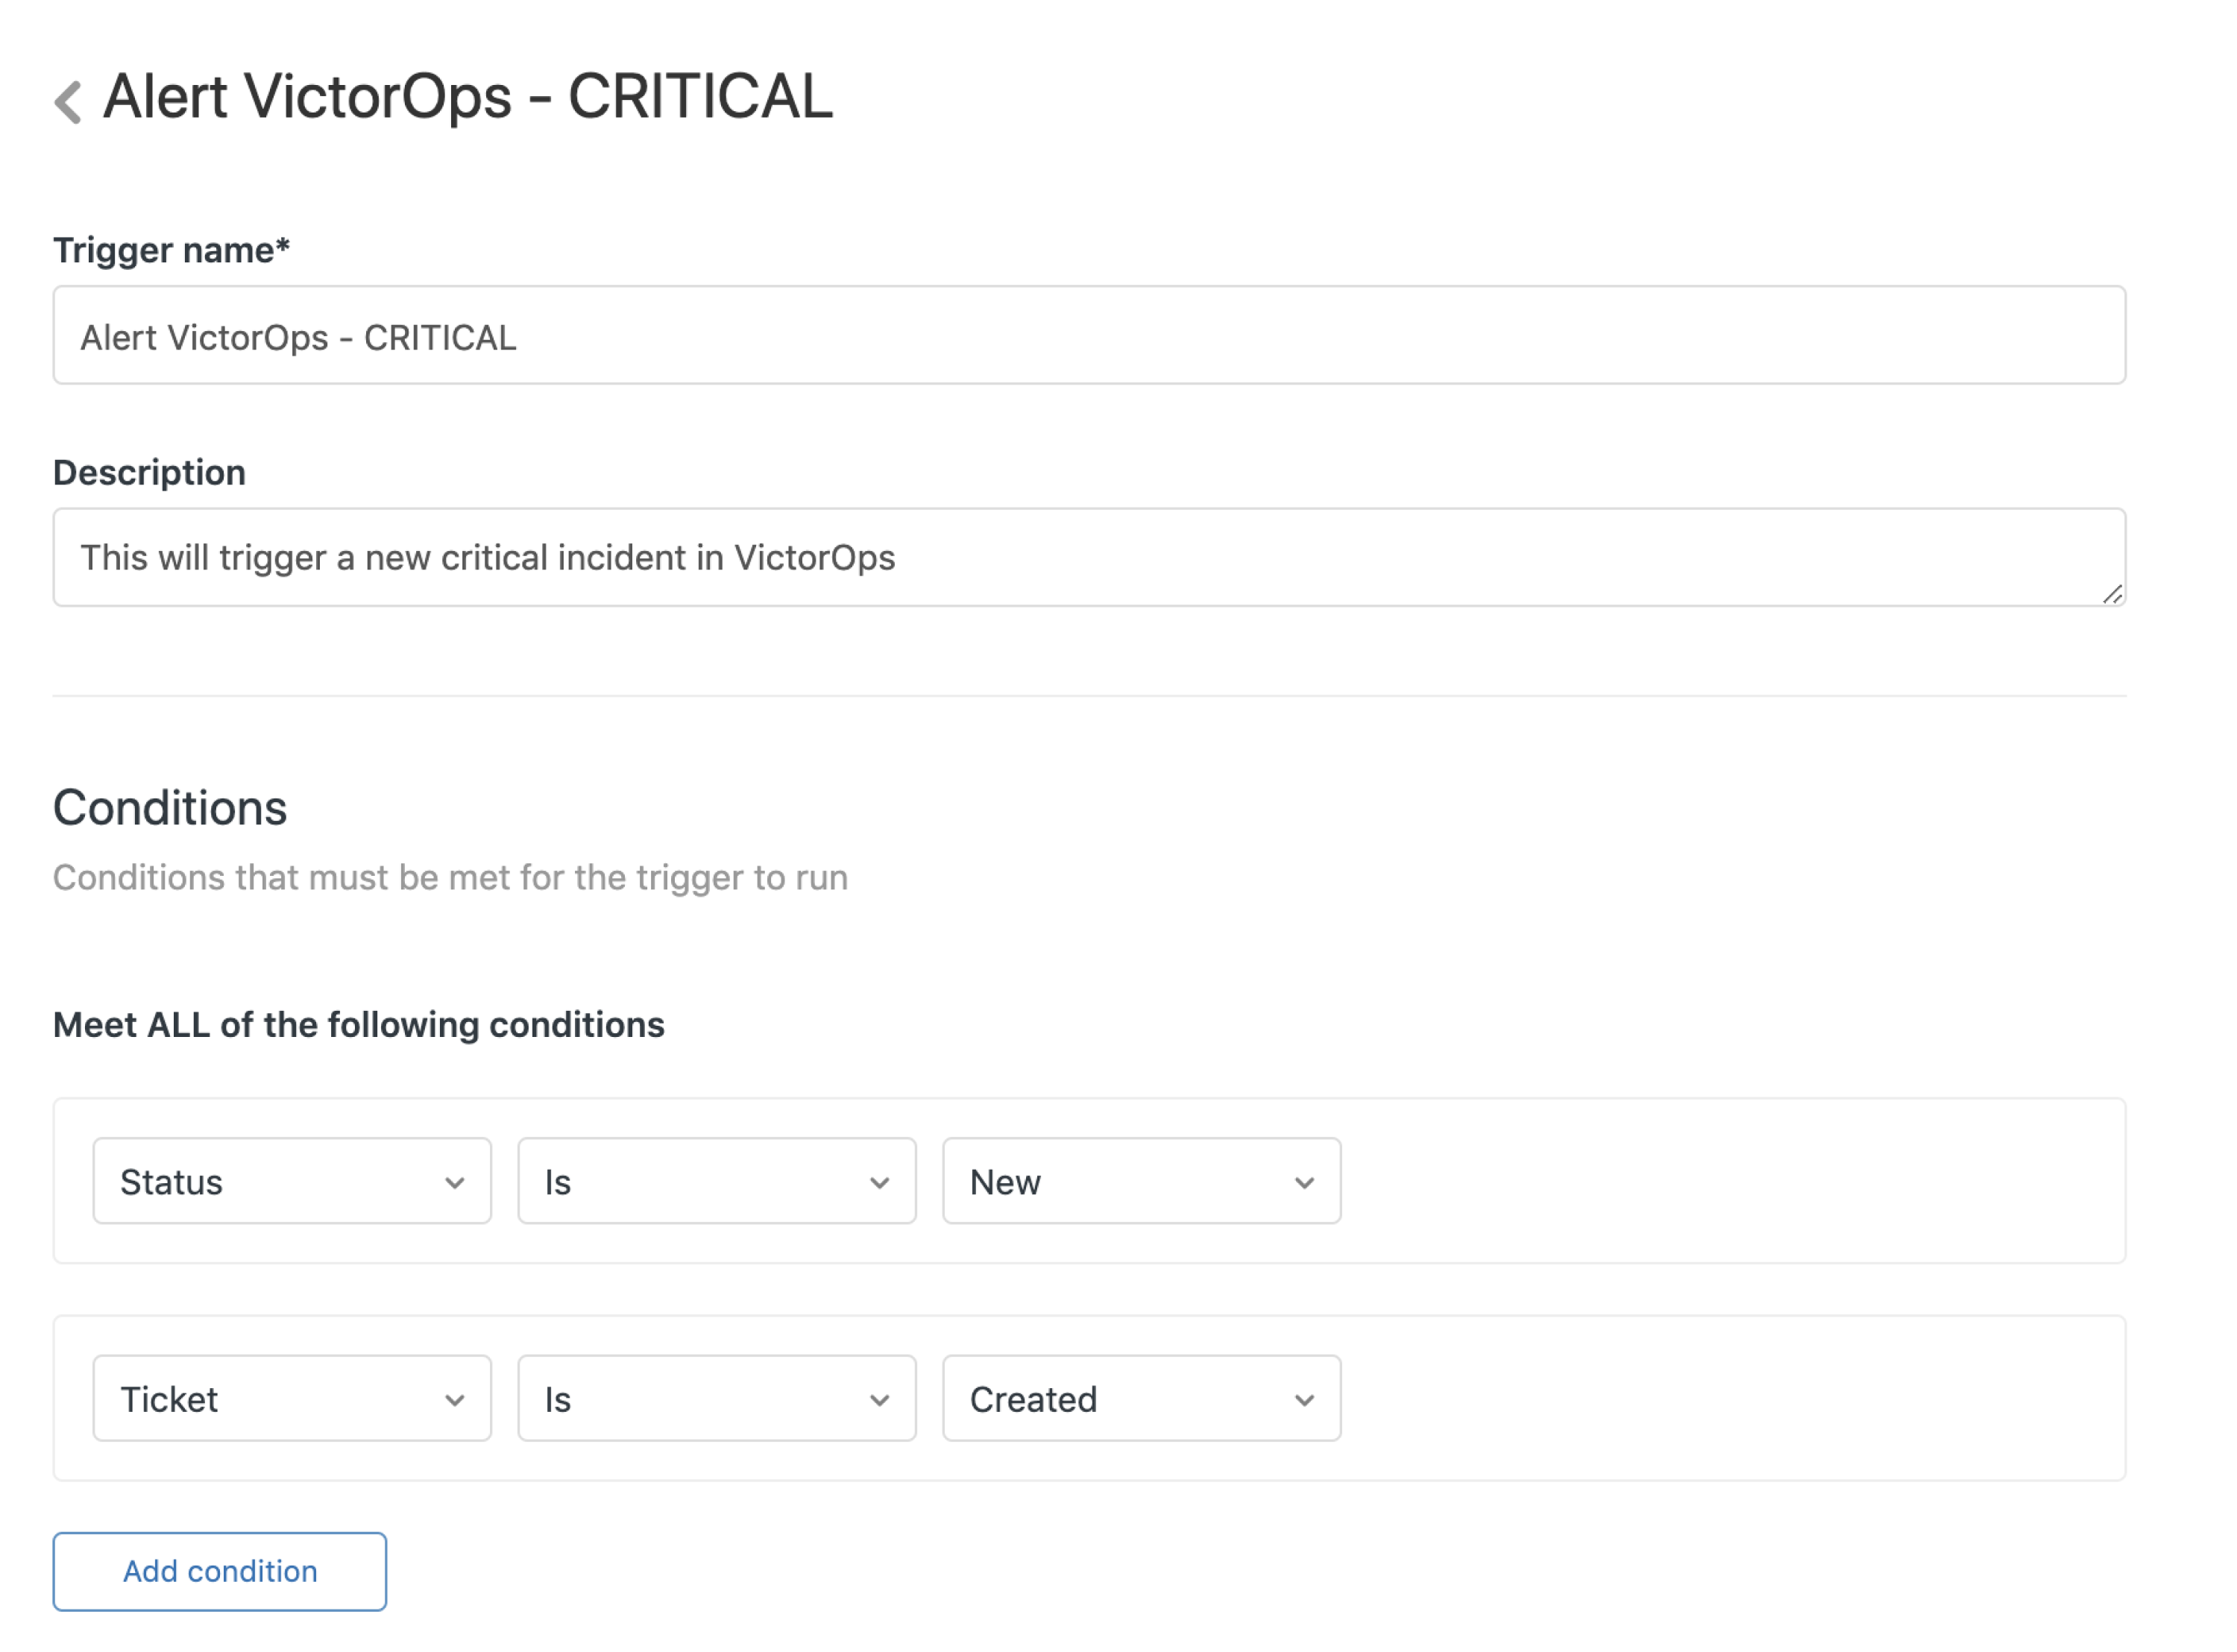 Alert VictorOps - CRITICAL
Trigger name*
Alert VictorOps - CRITICAL
Description
This will trigger a new critical incident in VictorOps
Conditions
Conditions that must be met for the trigger to run
Meet ALL of the following conditions
Status Is New
Ticket Is Created
Add condition